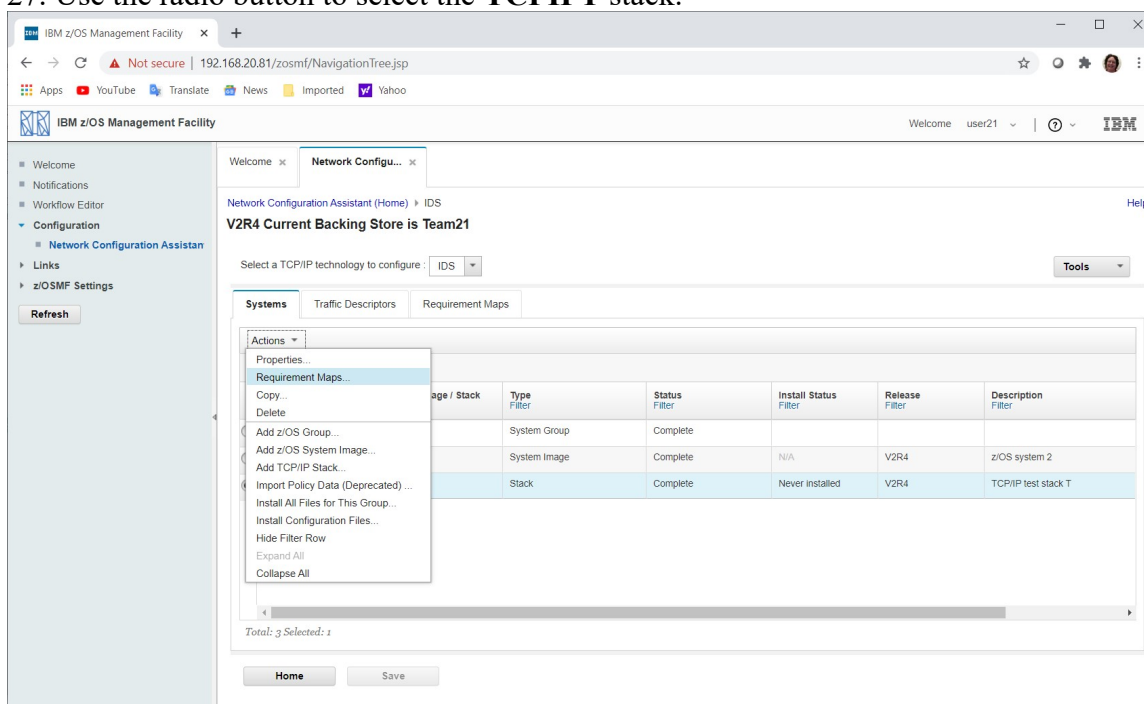 27. Use the radio button to select the TCPIPT stack.
IBM z/OS Management Facility
Not secure | 192.168.20.81/zosmf/NavigationTree.jsp
Apps YouTube Translate News Imported Yahoo
IBM z/OS Management Facility Welcome user21 IBM
Welcome
Notifications
Workflow Editor
Configuration
Network Configuration Assistan
Links
z/OSMF Settings
Refresh
Welcome Network Configu...
Network Configuration Assistant (Home) IDS Help
V2R4 Current Backing Store is Team21
Select a TCP/IP technology to configure : IDS Tools
Systems Traffic Descriptors Requirement Maps
Actions
Properties...
Requirement Maps...
Copy...
Delete
Add z/OS Group...
Add z/OS System Image...
Add TCP/IP Stack...
Import Policy Data (Deprecated) ...
Install All Files for This Group...
Install Configuration Files...
Hide Filter Row
Expand All
Collapse All
age / Stack Type Status Install Status Release Description
Filter Filter Filter Filter Filter
System Group Complete
System Image Complete N/A V2R4 z/OS system 2
Stack Complete Never installed V2R4 TCP/IP test stack T
Total: 3 Selected: 1
Home Save